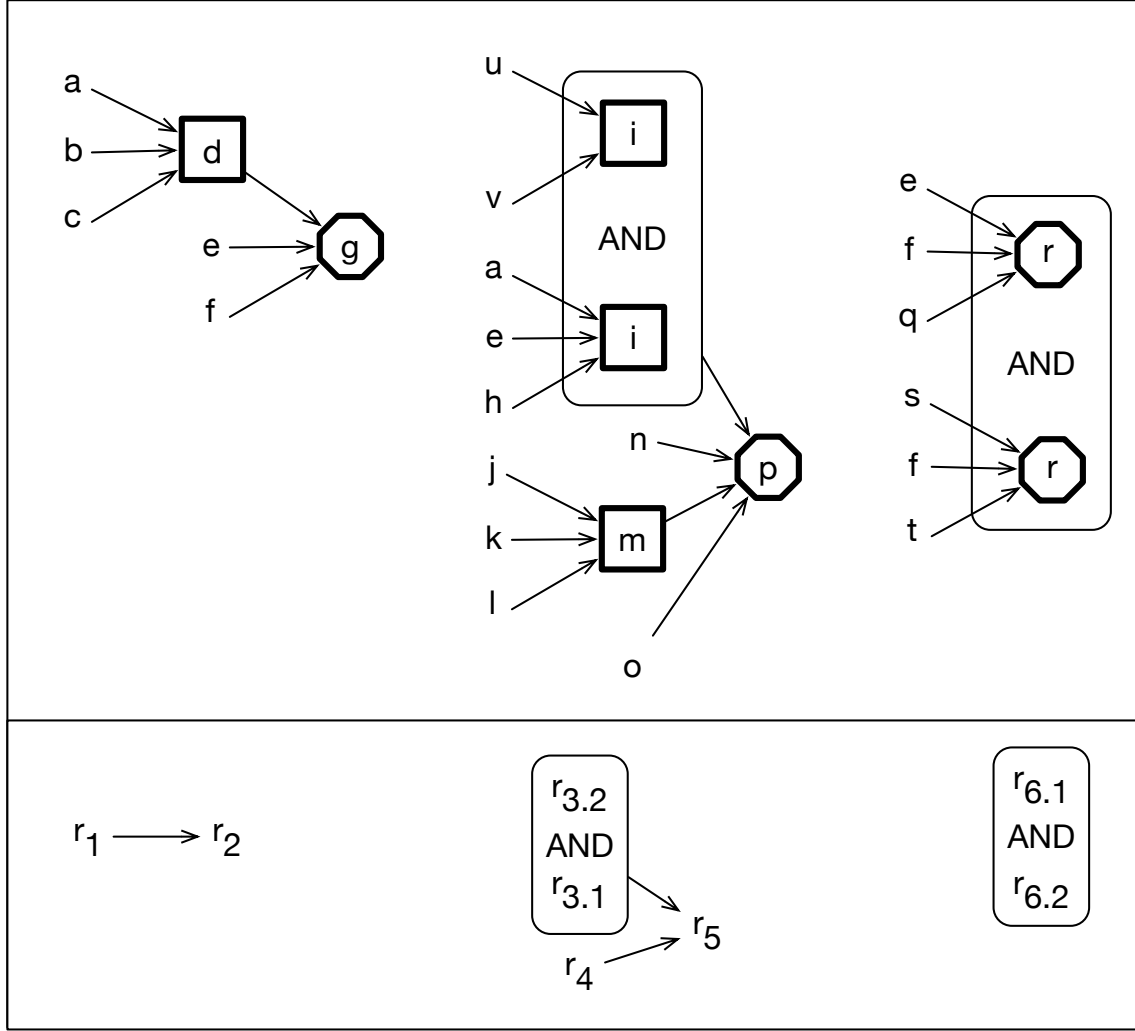 a
b
c
d
e
f
g
u
v
i
AND
a
e
h
i
n
j
k
l
m
o
p
e
f
q
r
AND
s
f
t
r
r1
r2
r3.2
AND
r3.1
r4
r5
r6.1
AND
r6.2